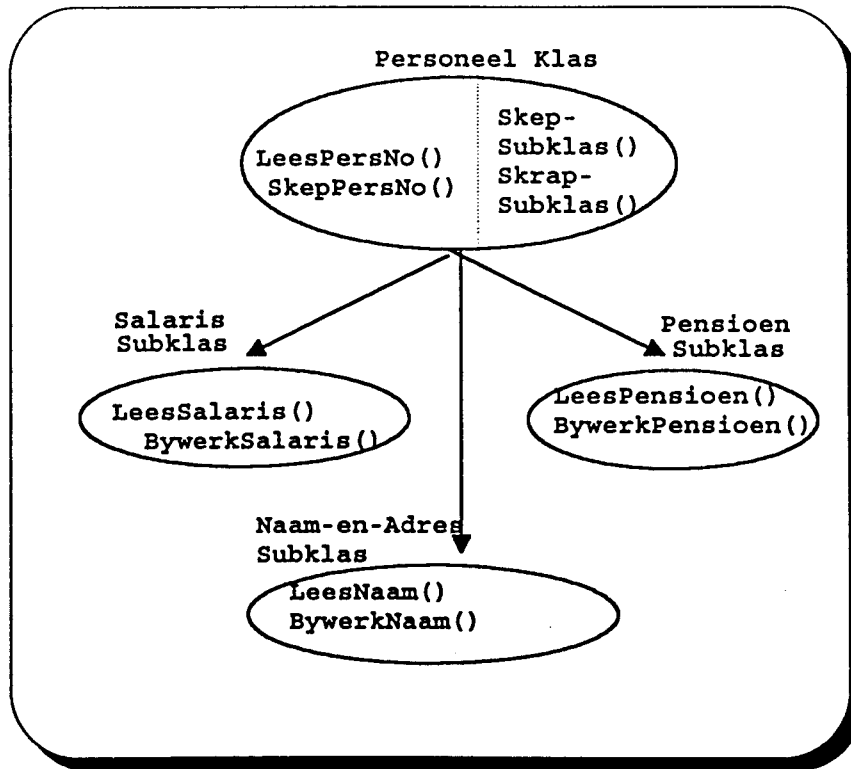 Personeel Klas
LeesPersNo()
SkepPersNo()
Skep-
Subklas()
Skrap-
Subklas()
Salaris
Subklas
LeesSalaris()
BywerkSalaris()
Pensioen
Subklas
LeesPensioen()
BywerkPensioen()
Naam-en-Adres
Subklas
LeesNaam()
BywerkNaam()